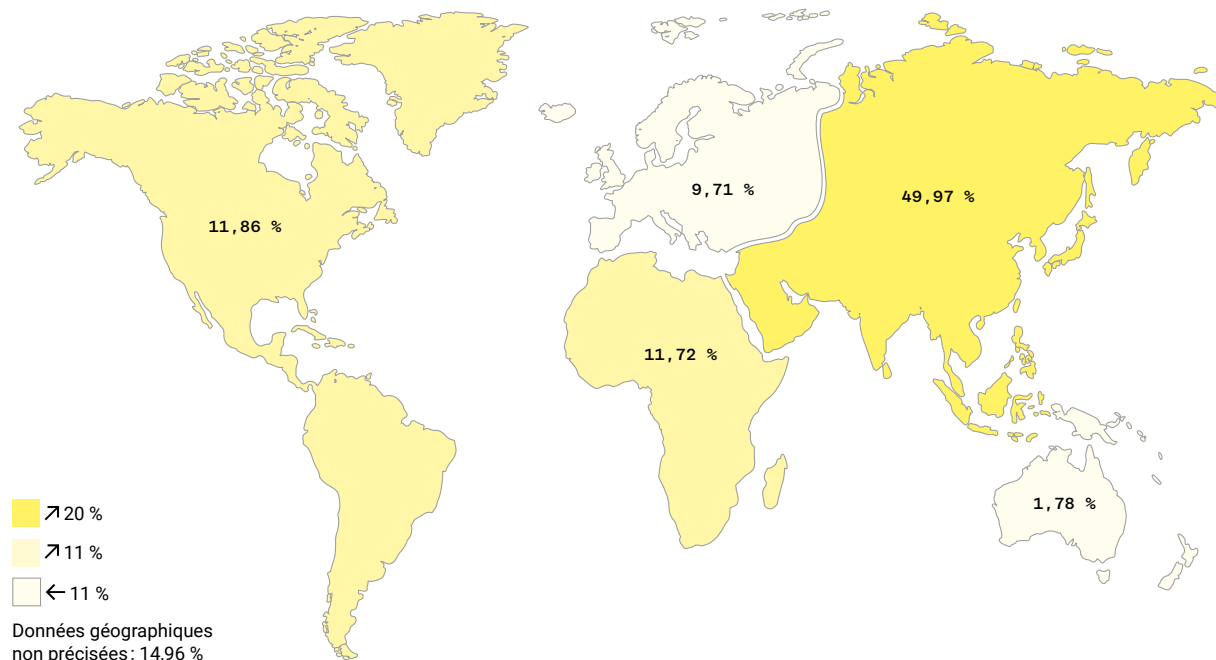 9,71 %
49,97 %
11,86 %
11,72 %
1,78 %
↗ 20 %
↗ 11 %
← 11 %
Données géographiques
non précisées : 14,96 %